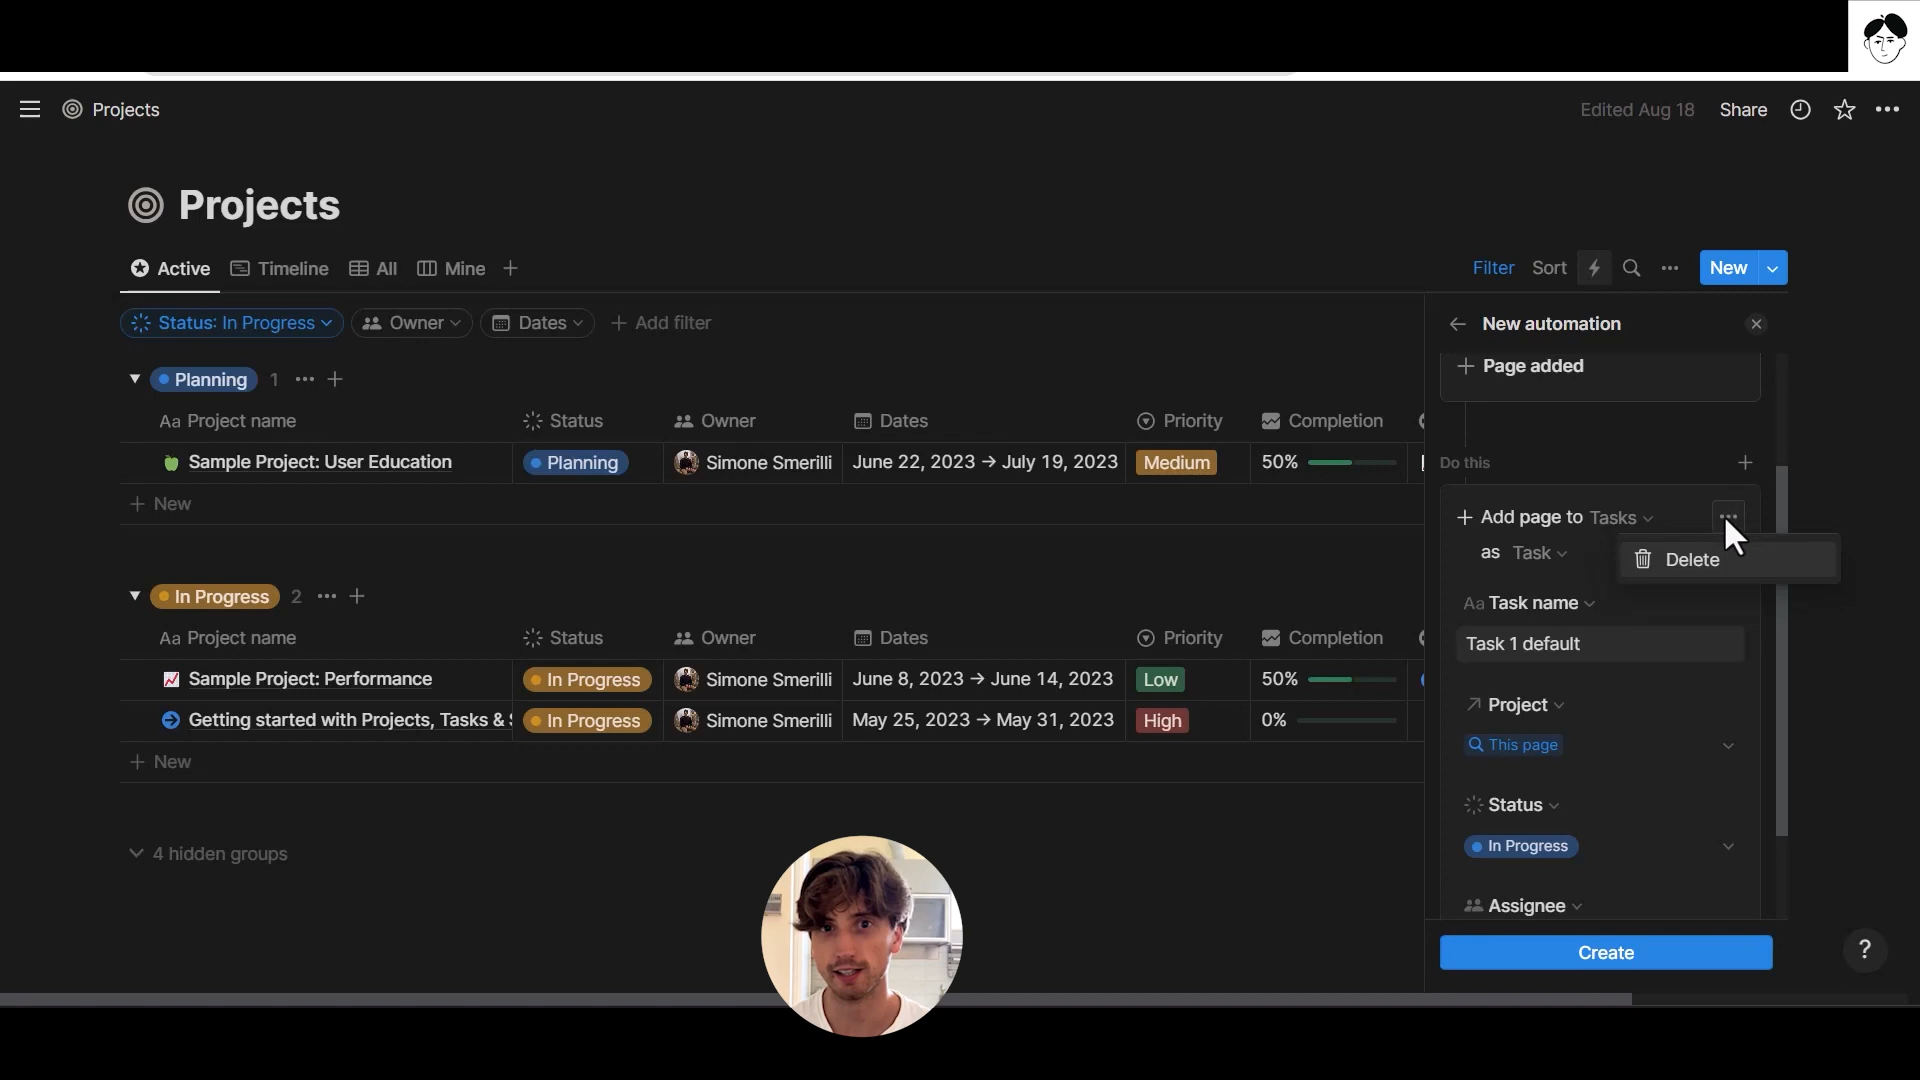 Projects
Edited Aug 18
Share
Projects
Active
Timeline
All
Mine
Filter
Sort
New
Status: In Progress
Owner
Dates
Add filter
New automation
Page added
Planning 1
Aa Project name
Status
Owner
Dates
Priority
Completion
Sample Project: User Education
Planning
Simone Smerilli
June 22, 2023 → July 19, 2023
Medium
50%
New
Do this
Add page to Tasks
as Task
Delete
Aa Task name
Task 1 default
Project
This page
Status
In Progress
Assignee
Create
?
In Progress 2
Aa Project name
Status
Owner
Dates
Priority
Completion
Sample Project: Performance
In Progress
Simone Smerilli
June 8, 2023 → June 14, 2023
Low
50%
Getting started with Projects, Tasks &
In Progress
Simone Smerilli
May 25, 2023 → May 31, 2023
High
0%
New
4 hidden groups